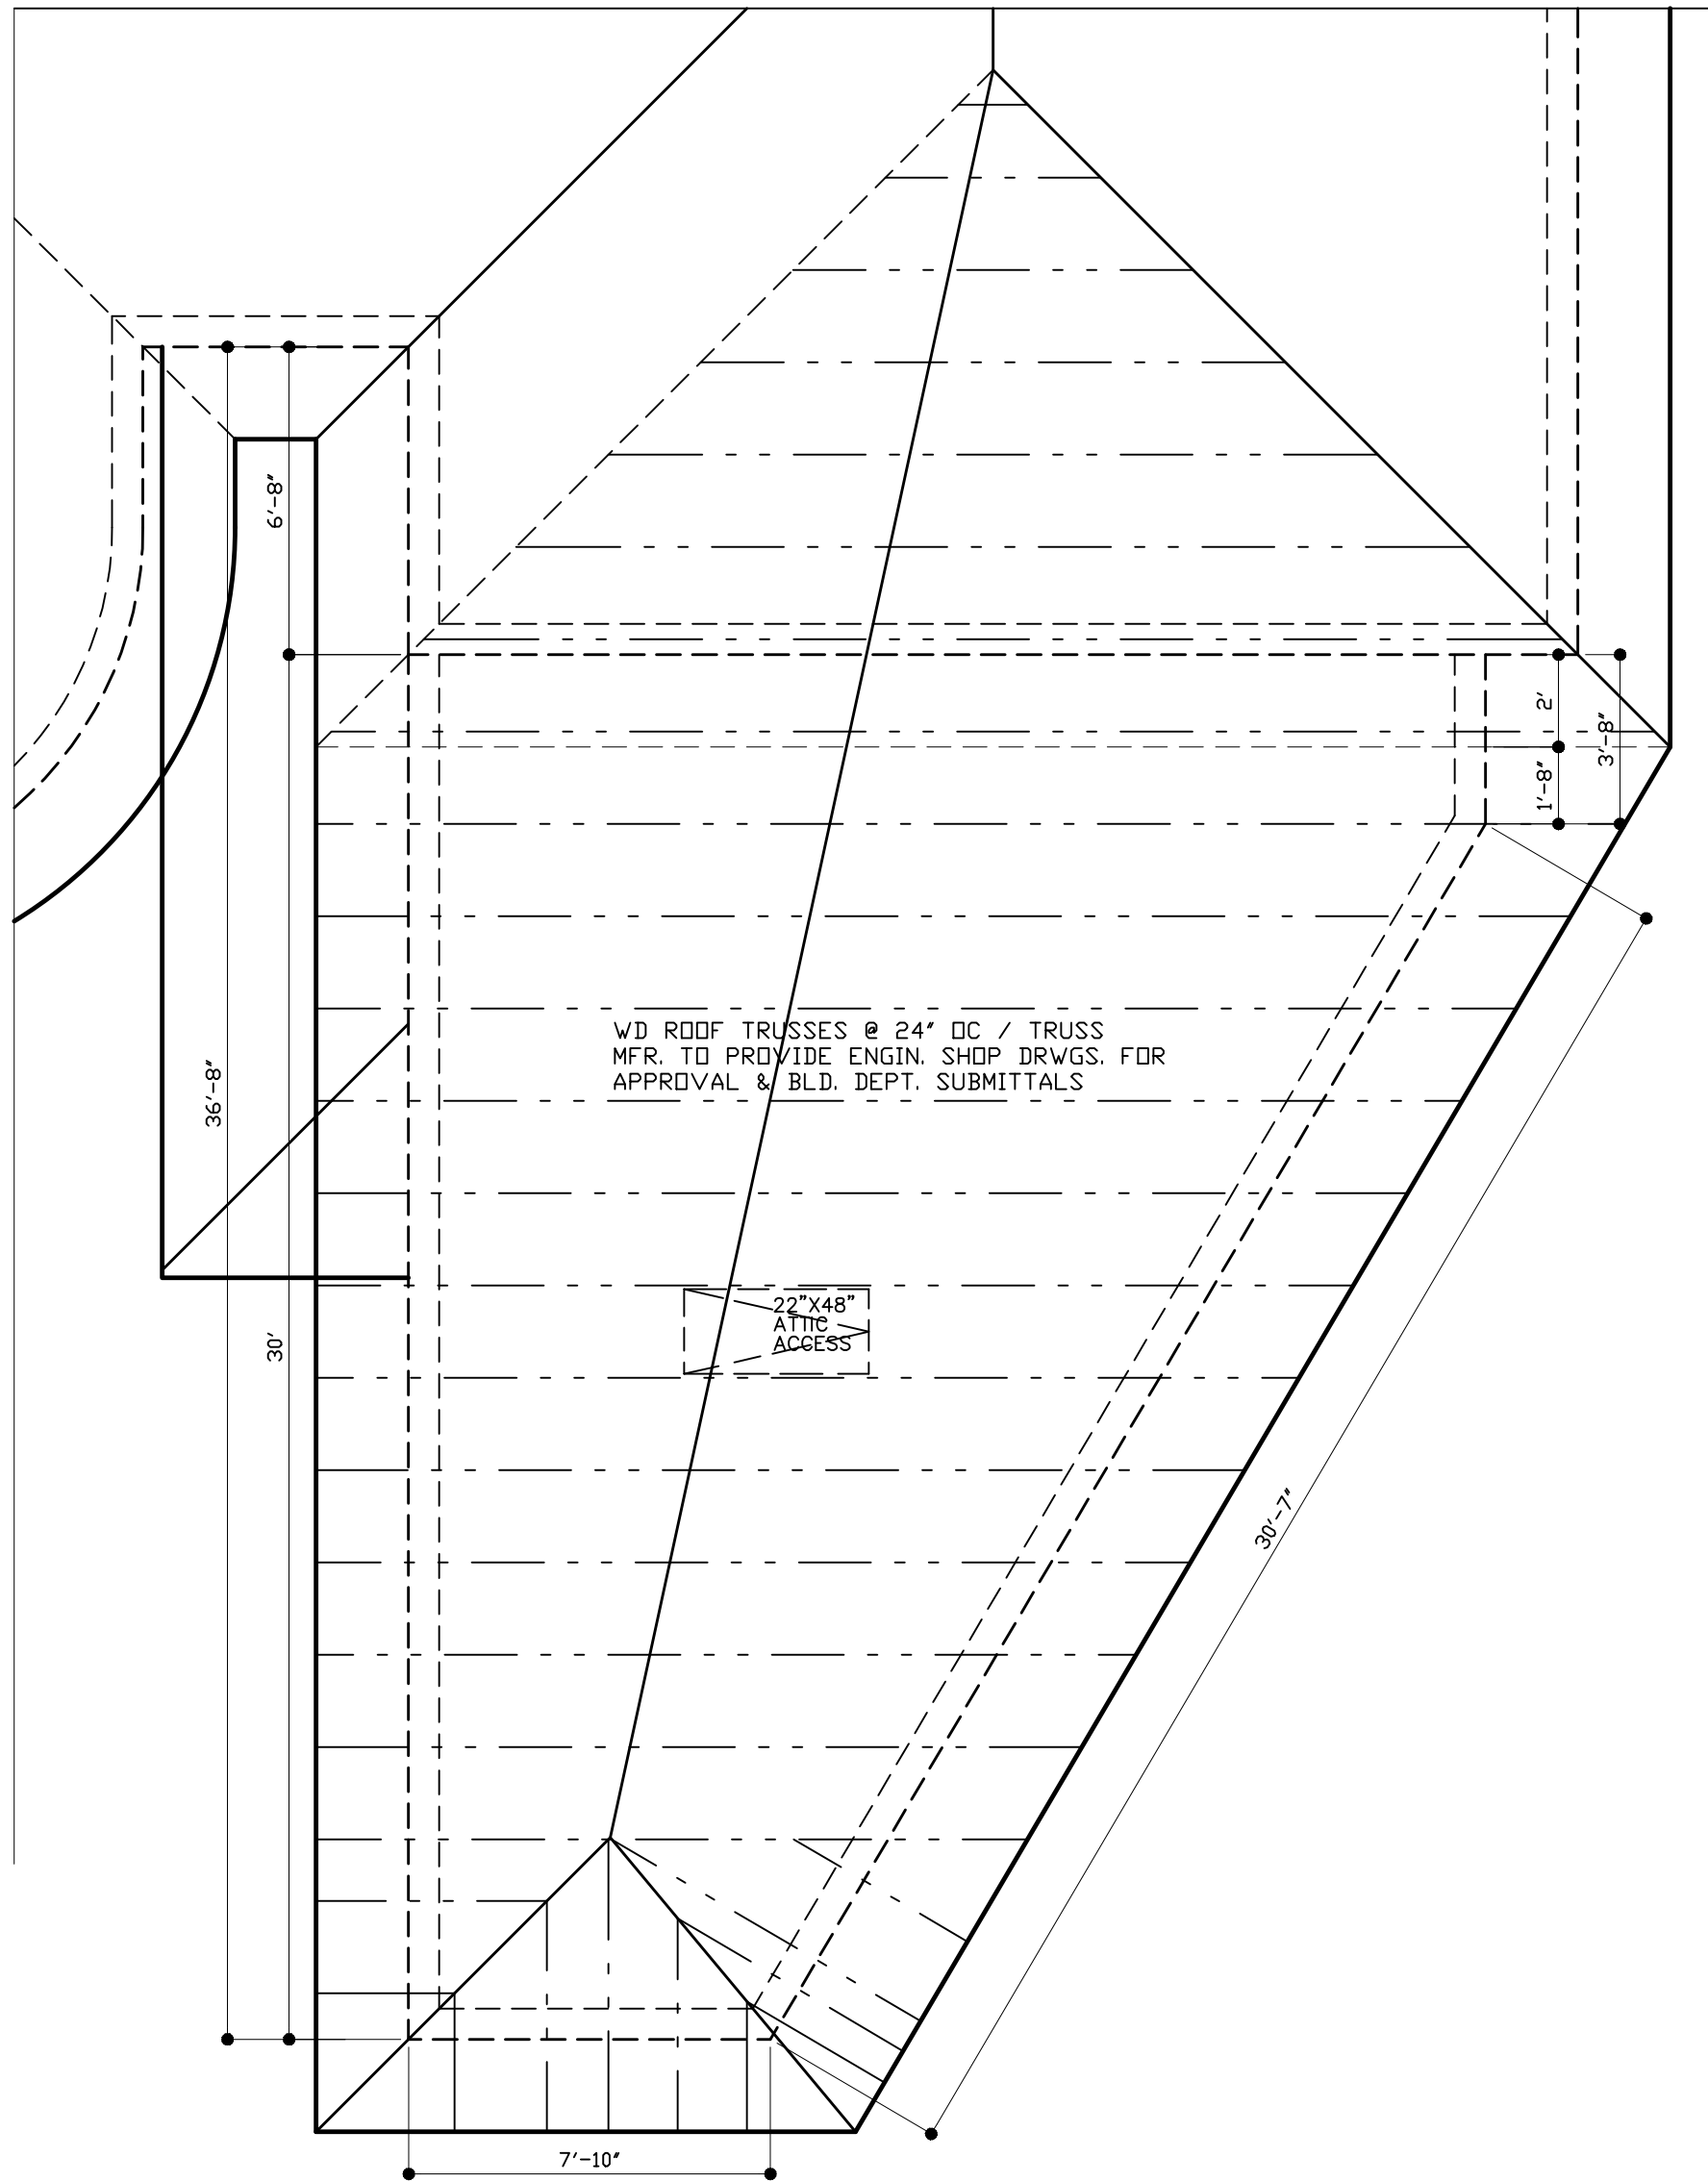 6'-8"
2'
3'-8"
1'-8"
WD ROOF TRUSSES @ 24" OC / TRUSS
MFR. TO PROVIDE ENGIN. SHOP DRWGS. FOR
APPROVAL & BLD. DEPT. SUBMITTALS
36'-8"
22"X48"
ATTIC
ACCESS
30'
30'-7"
7'-10"